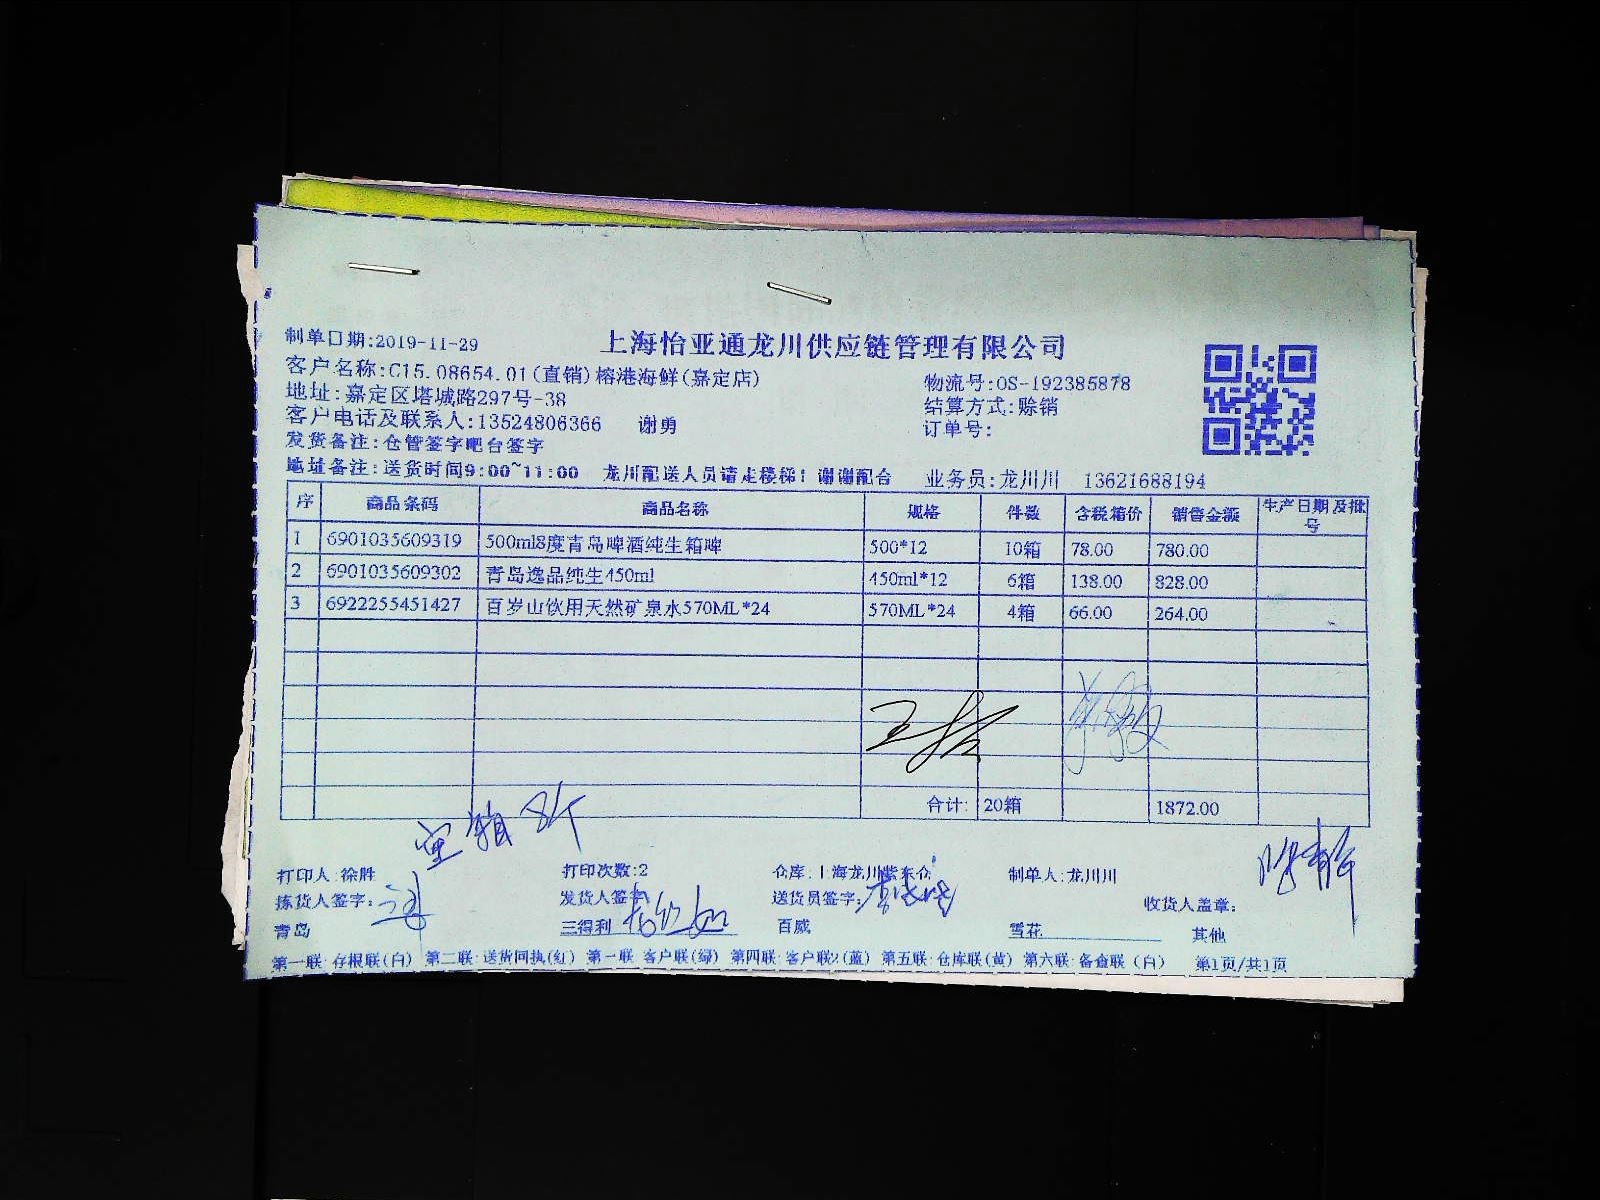 制单日期:2019-11-29
上海怡亚通龙川供应链管理有限公司
客户名称:C15.08654.01(直销)榕港海鲜(嘉定店)
物流号:OS-192385878
地址:嘉定区塔城路297号-38
结算方式:赊销
客户电话及联系人:13524806366 谢勇
订单号:
发货备注:仓管签字吧台签字
地址备注:送货时间9:00~11:00 龙川配送人员请走楼梯!谢谢配合 业务员:龙川川 13621688194
序 商品条码 商品名称 规格 件数 含税箱价 销售金额 生产日期及批号
1 6901035609319 500ml8度青岛啤酒纯生箱啤 500*12 10箱 78.00 780.00
2 6901035609302 青岛逸品纯生450ml 450ml*12 6箱 138.00 828.00
3 6922255451427 百岁山饮用天然矿泉水570ML*24 570ML*24 4箱 66.00 264.00
合计: 20箱 1872.00
打印人:徐胜 打印次数:2 仓库:上海龙川紫东仓 制单人:龙川川
拣货人签字: 发货人签字: 送货员签字: 收货人盖章:
青岛 三得利 百威 雪花 其他
第一联:存根联(白) 第二联:送货回执(红) 第一联:客户联(绿) 第四联:客户联2(蓝) 第五联:仓库联(黄) 第六联:备查联(白) 第1页/共1页